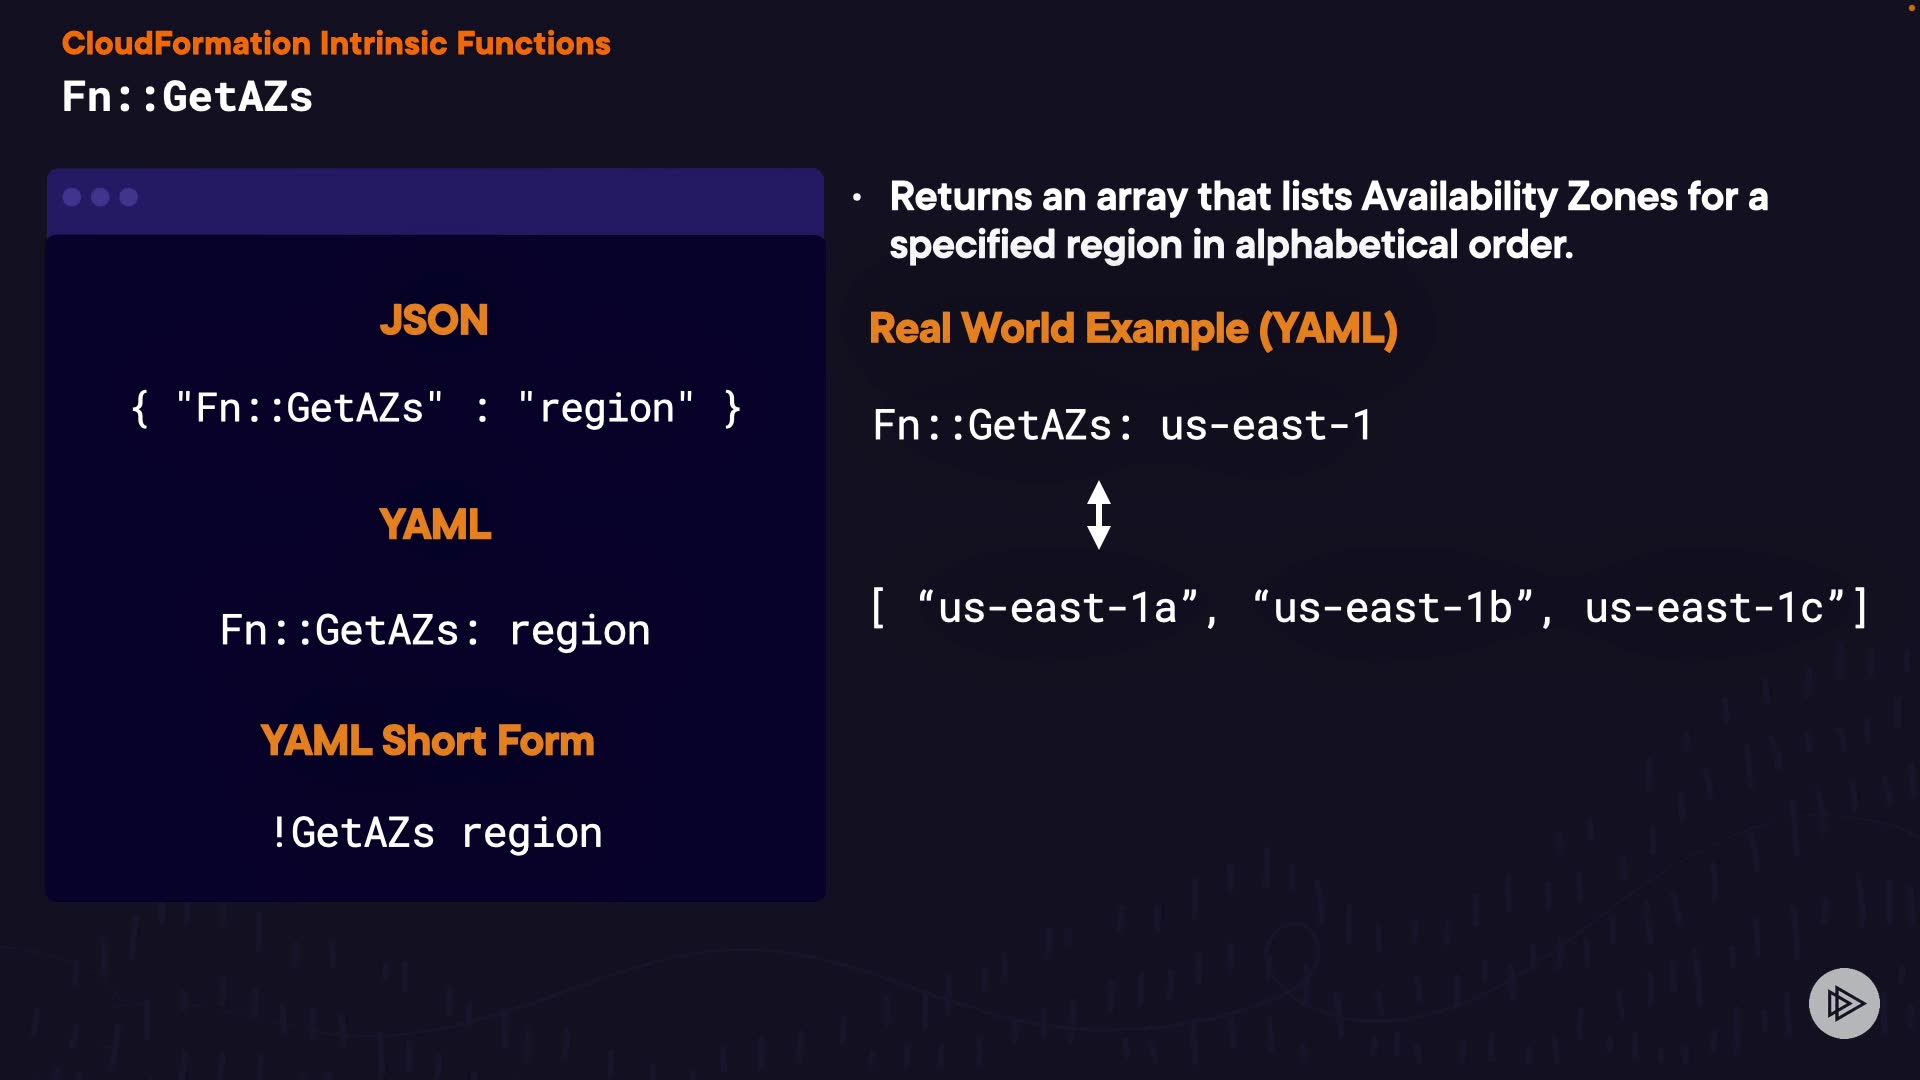 CloudFormation Intrinsic Functions
Fn::GetAZs
JSON
{ "Fn::GetAZs" : "region" }
YAML
Fn::GetAZs: region
YAML Short Form
!GetAZs region
• Returns an array that lists Availability Zones for a
specified region in alphabetical order.
Real World Example (YAML)
Fn::GetAZs: us-east-1
[ “us-east-1a”, “us-east-1b”, us-east-1c”]